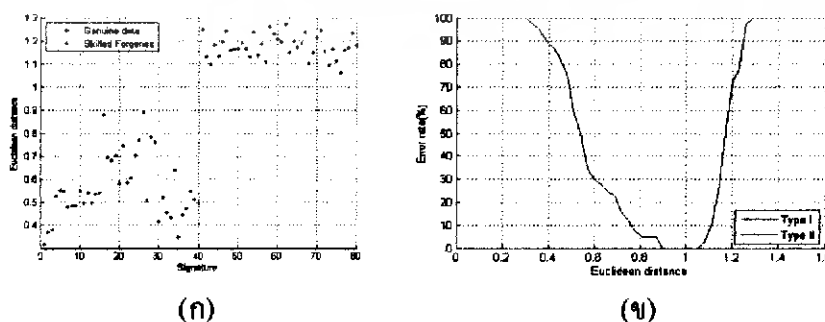 Genuine data
Skilled Forgeries
1.3
1.2
1.1
1
0.9
0.8
0.7
0.6
0.5
0.4
Euclidean distance
0 10 20 30 40 50 60 70 80
Signature
(ก)
100
90
80
70
60
50
40
30
20
10
0
Error rate(%)
Type I
Type II
0 0.2 0.4 0.6 0.8 1 1.2 1.4 1.6
Euclidean distance
(ข)